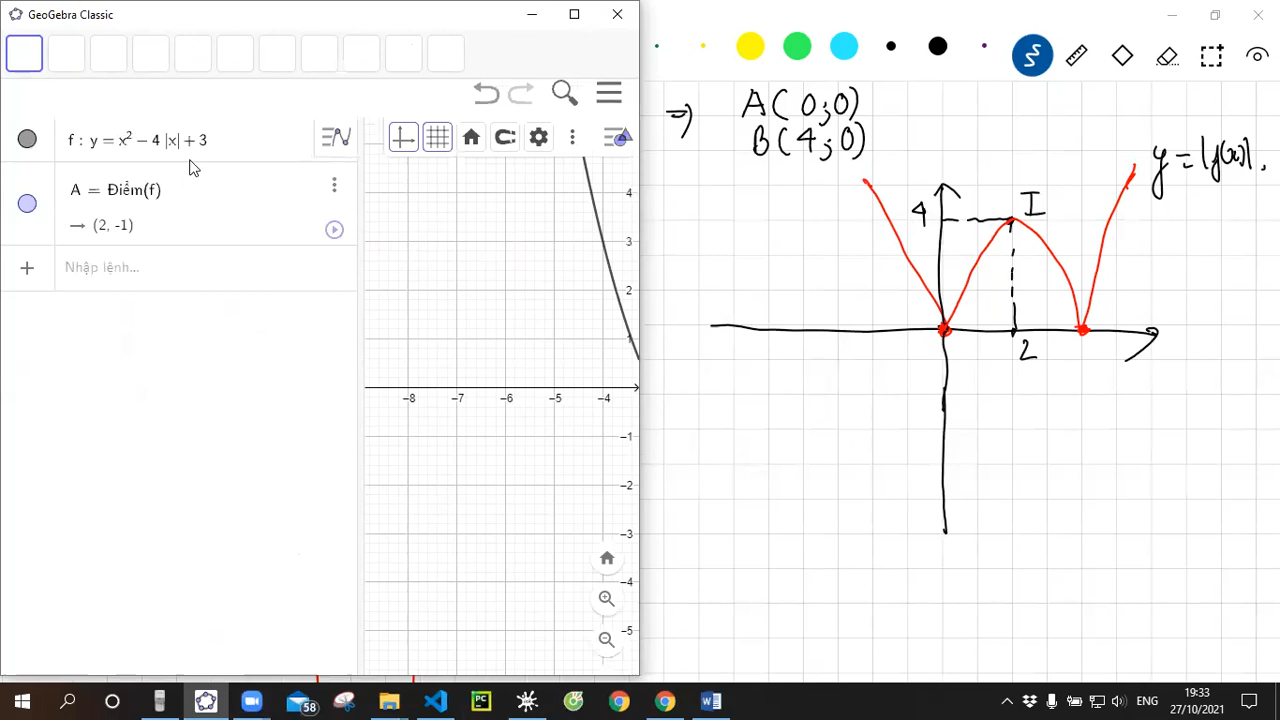 GeoGebra Classic
f : y = x² − 4 |x| + 3
A = Điểm(f)
→ (2, -1)
Nhập lệnh...
4
3
2
1
−8 −7 −6 −5 −4
−1
−2
−3
−4
−5
⇒ A( 0;0)
B( 4;0)
y = |f(x)|.
4 I
2
58
PC
ENG
19:33
27/10/2021